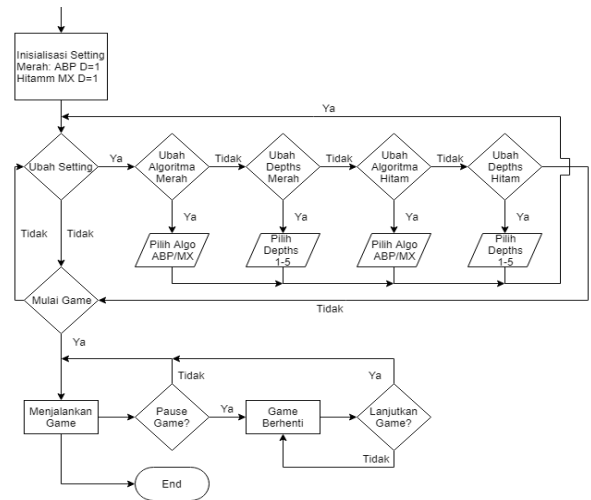 Inisialisasi Setting
Merah: ABP D=1
Hitamm MX D=1
Ya
Ubah Setting
Ya
Ubah
Algoritma
Merah
Tidak
Ubah
Depths
Merah
Tidak
Ubah
Algoritma
Hitam
Tidak
Ubah
Depths
Hitam
Ya
Ya
Ya
Ya
Tidak
Tidak
Pilih Algo
ABP/MX
Pilih
Depths
1-5
Pilih Algo
ABP/MX
Pilih
Depths
1-5
Mulai Game
Tidak
Ya
Tidak
Ya
Menjalankan
Game
Pause
Game?
Ya
Game
Berhenti
Lanjutkan
Game?
Tidak
End